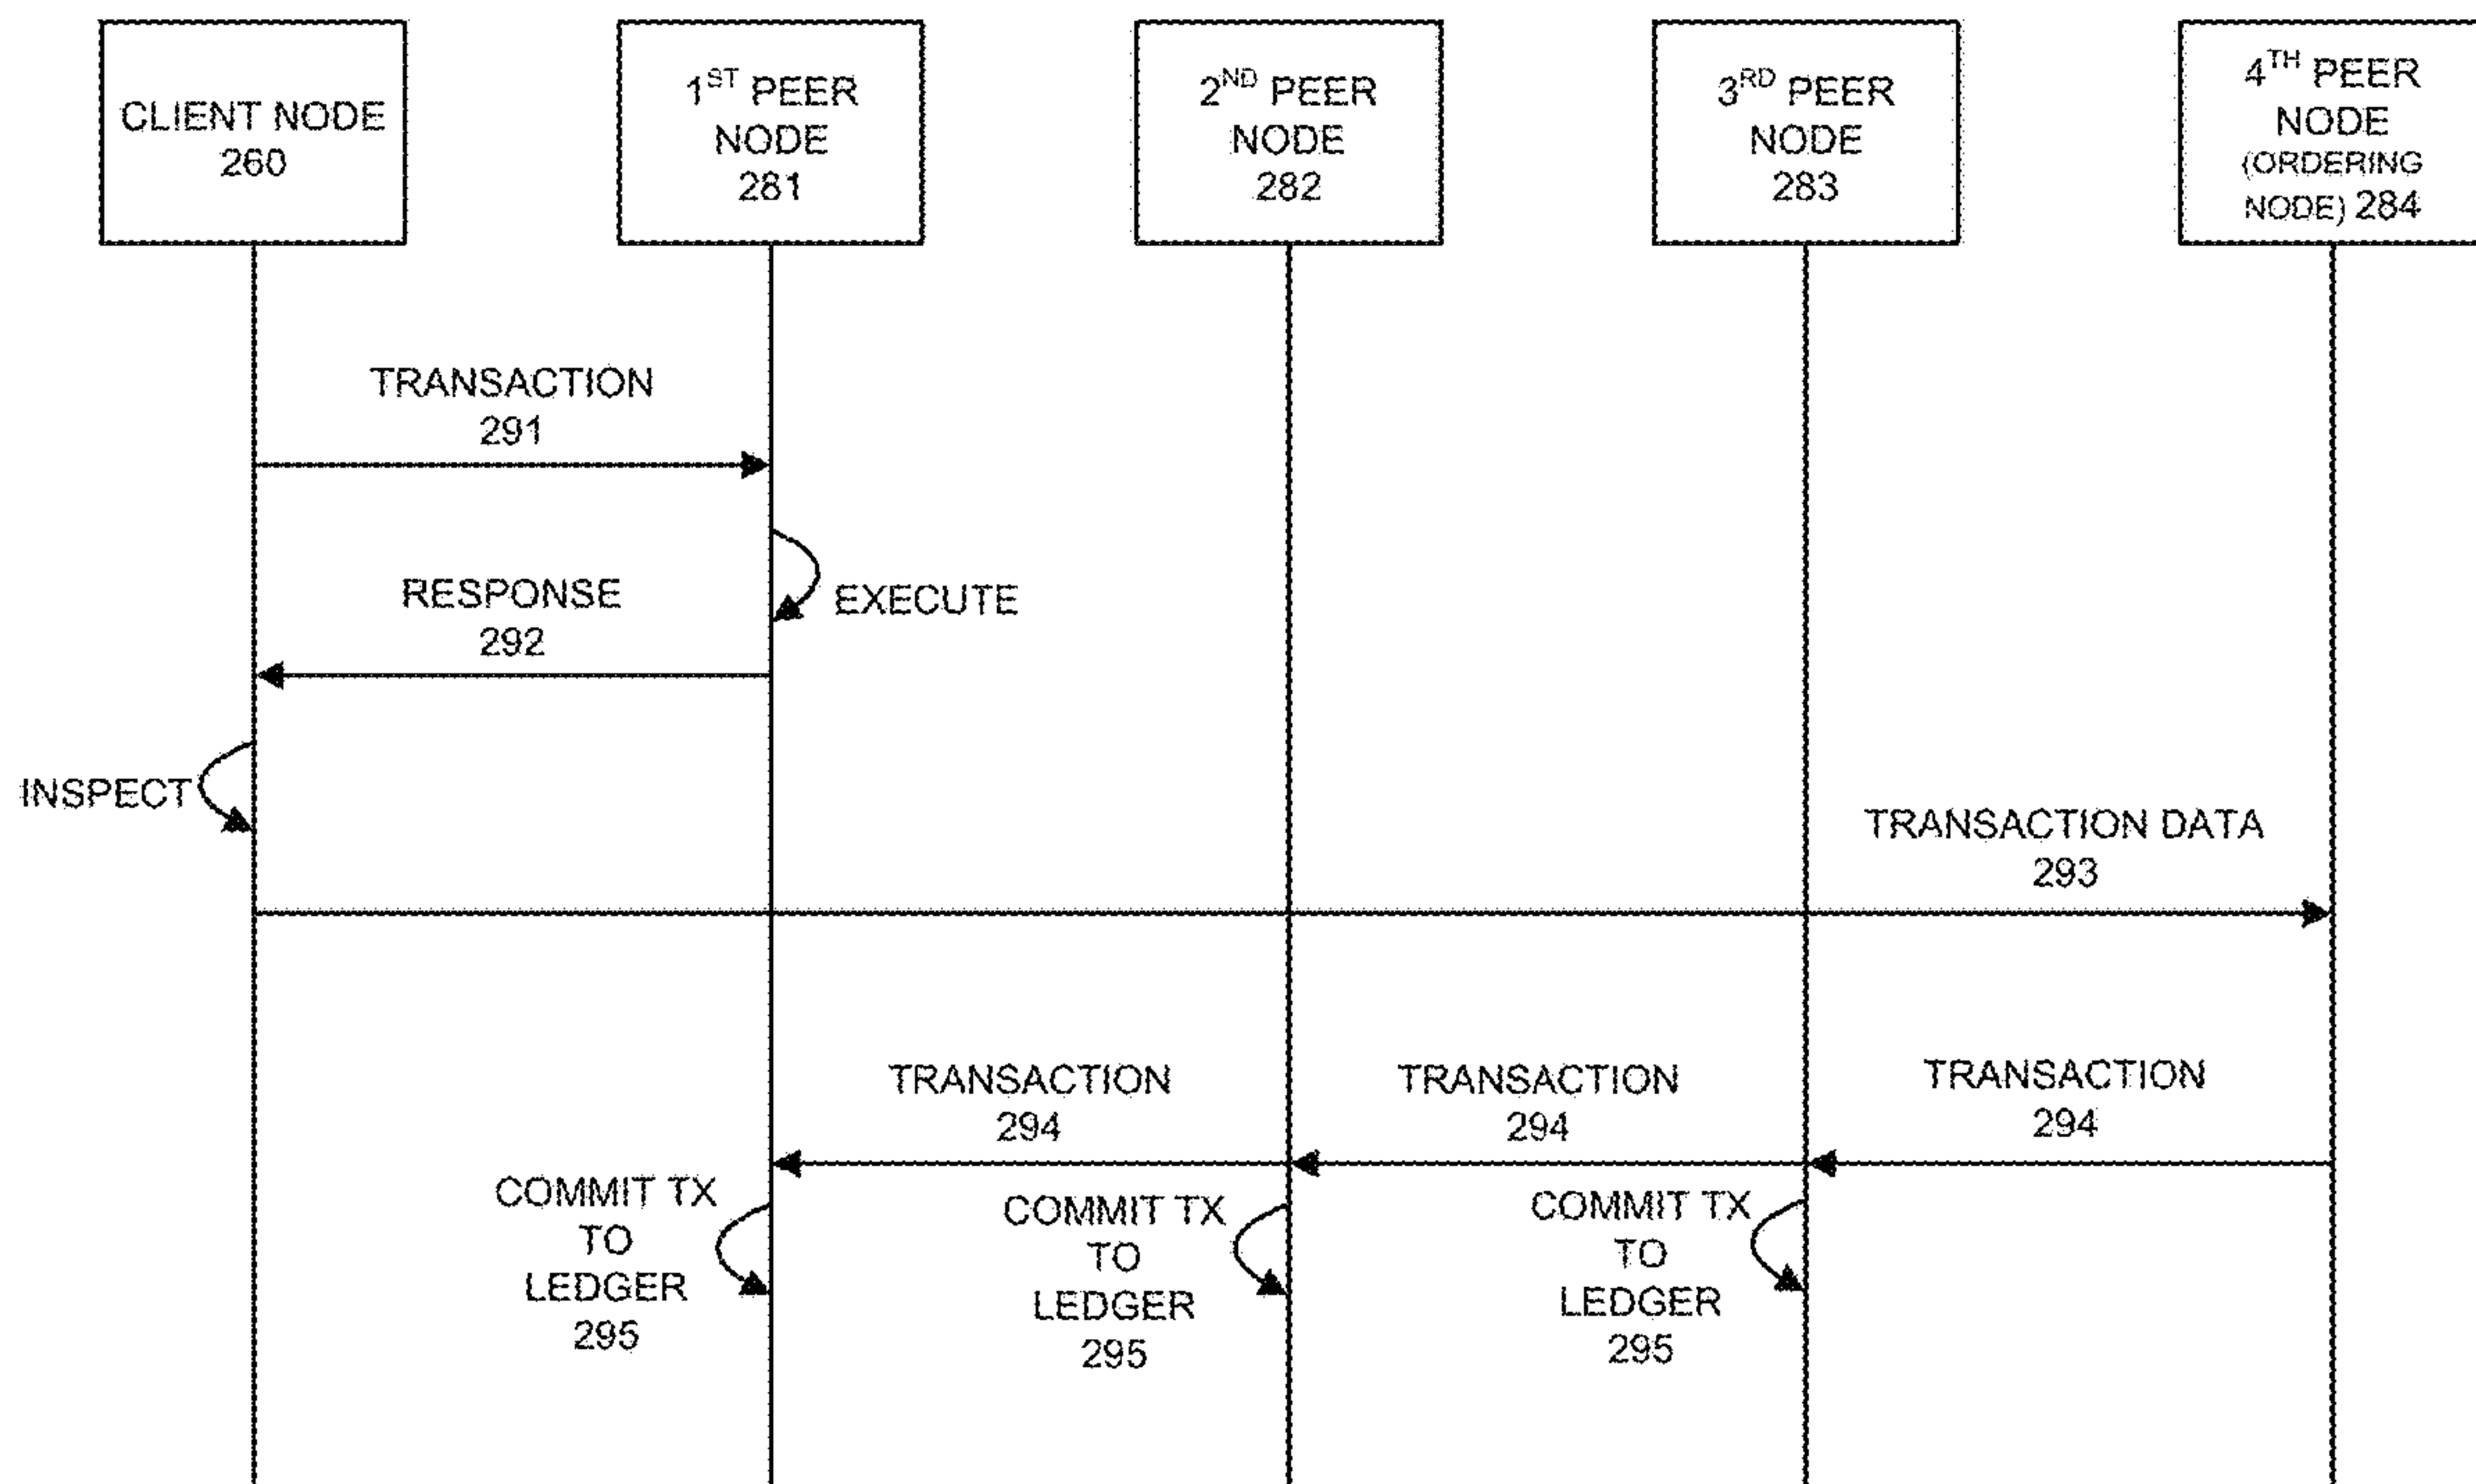 CLIENT NODE
260
1ST PEER
NODE
281
2ND PEER
NODE
282
3RD PEER
NODE
283
4TH PEER
NODE
(ORDERING
NODE) 284
TRANSACTION
291
EXECUTE
RESPONSE
292
INSPECT
TRANSACTION DATA
293
TRANSACTION
294
TRANSACTION
294
TRANSACTION
294
COMMIT TX
TO
LEDGER
295
COMMIT TX
TO
LEDGER
295
COMMIT TX
TO
LEDGER
295